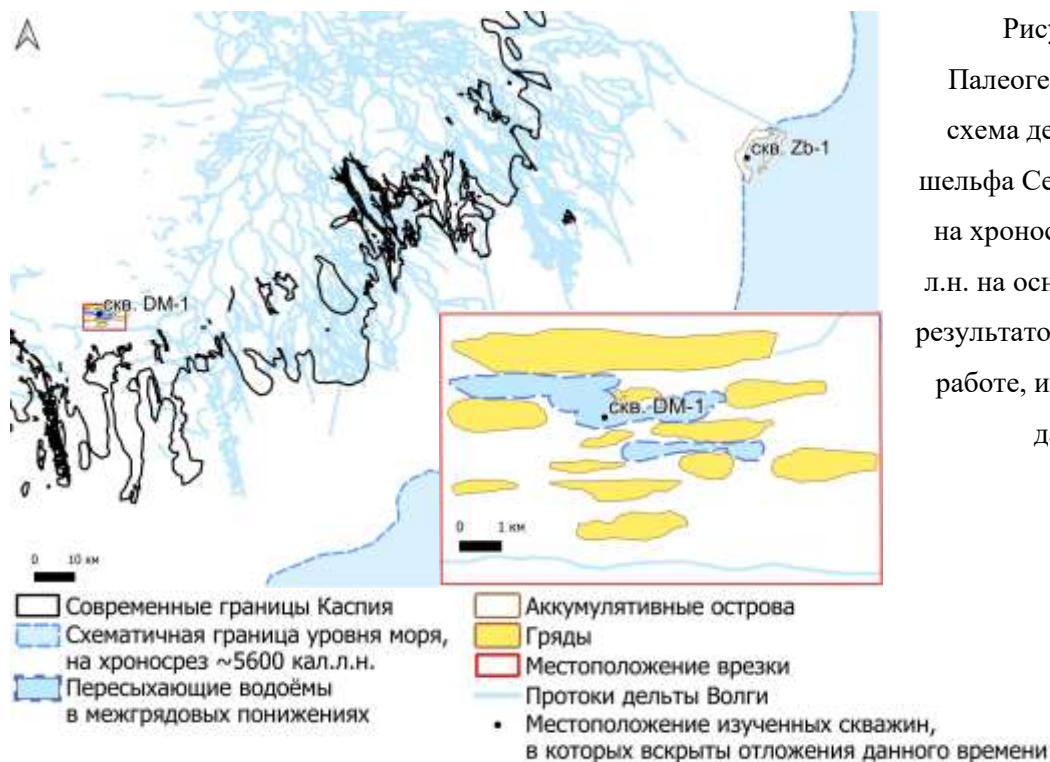 Рису
Палеоге
схема де
шельфа Се
на хронос
л.н. на осн
результато
работе, и
д
скв. Zb-1
скв. DM-1
скв. DM-1
0 1 км
0 10 км
Современные границы Каспия
Схематичная граница уровня моря,
на хроносрез ~5600 кал.л.н.
Пересыхающие водоёмы
в межгрядовых понижениях
Аккумулятивные острова
Гряды
Местоположение врезки
Протоки дельты Волги
Местоположение изученных скважин,
в которых вскрыты отложения данного времени